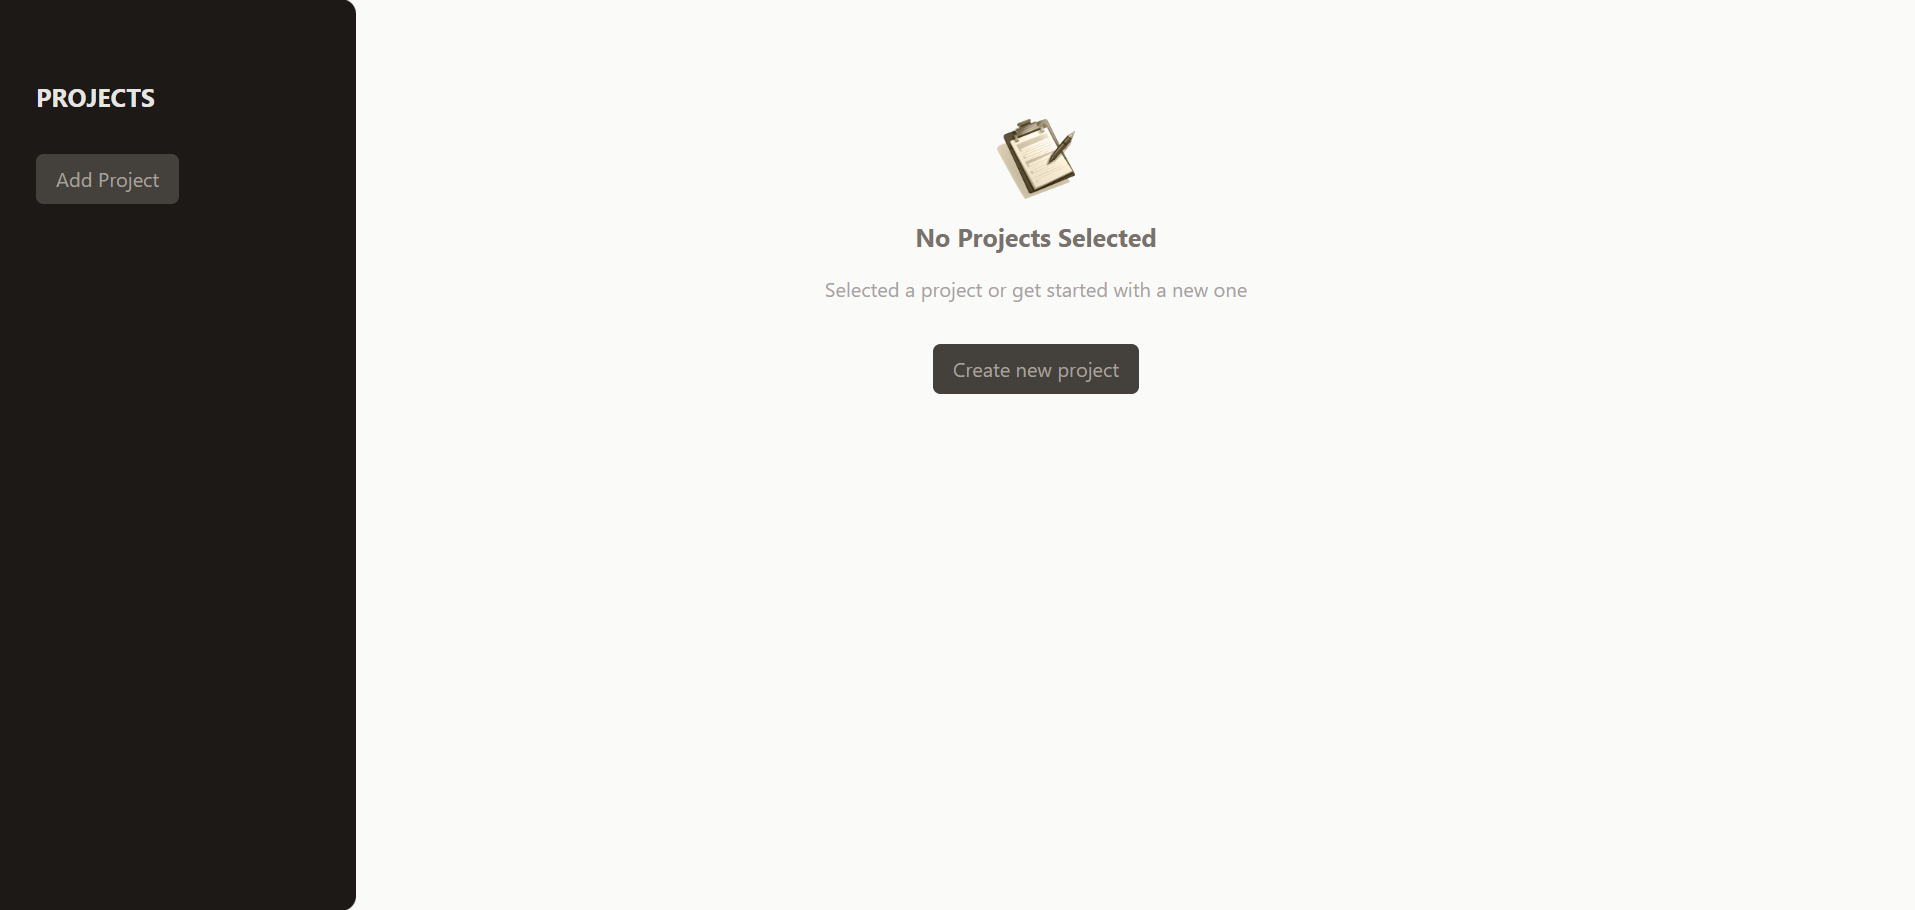 PROJECTS
Add Project
No Projects Selected
Selected a project or get started with a new one
Create new project